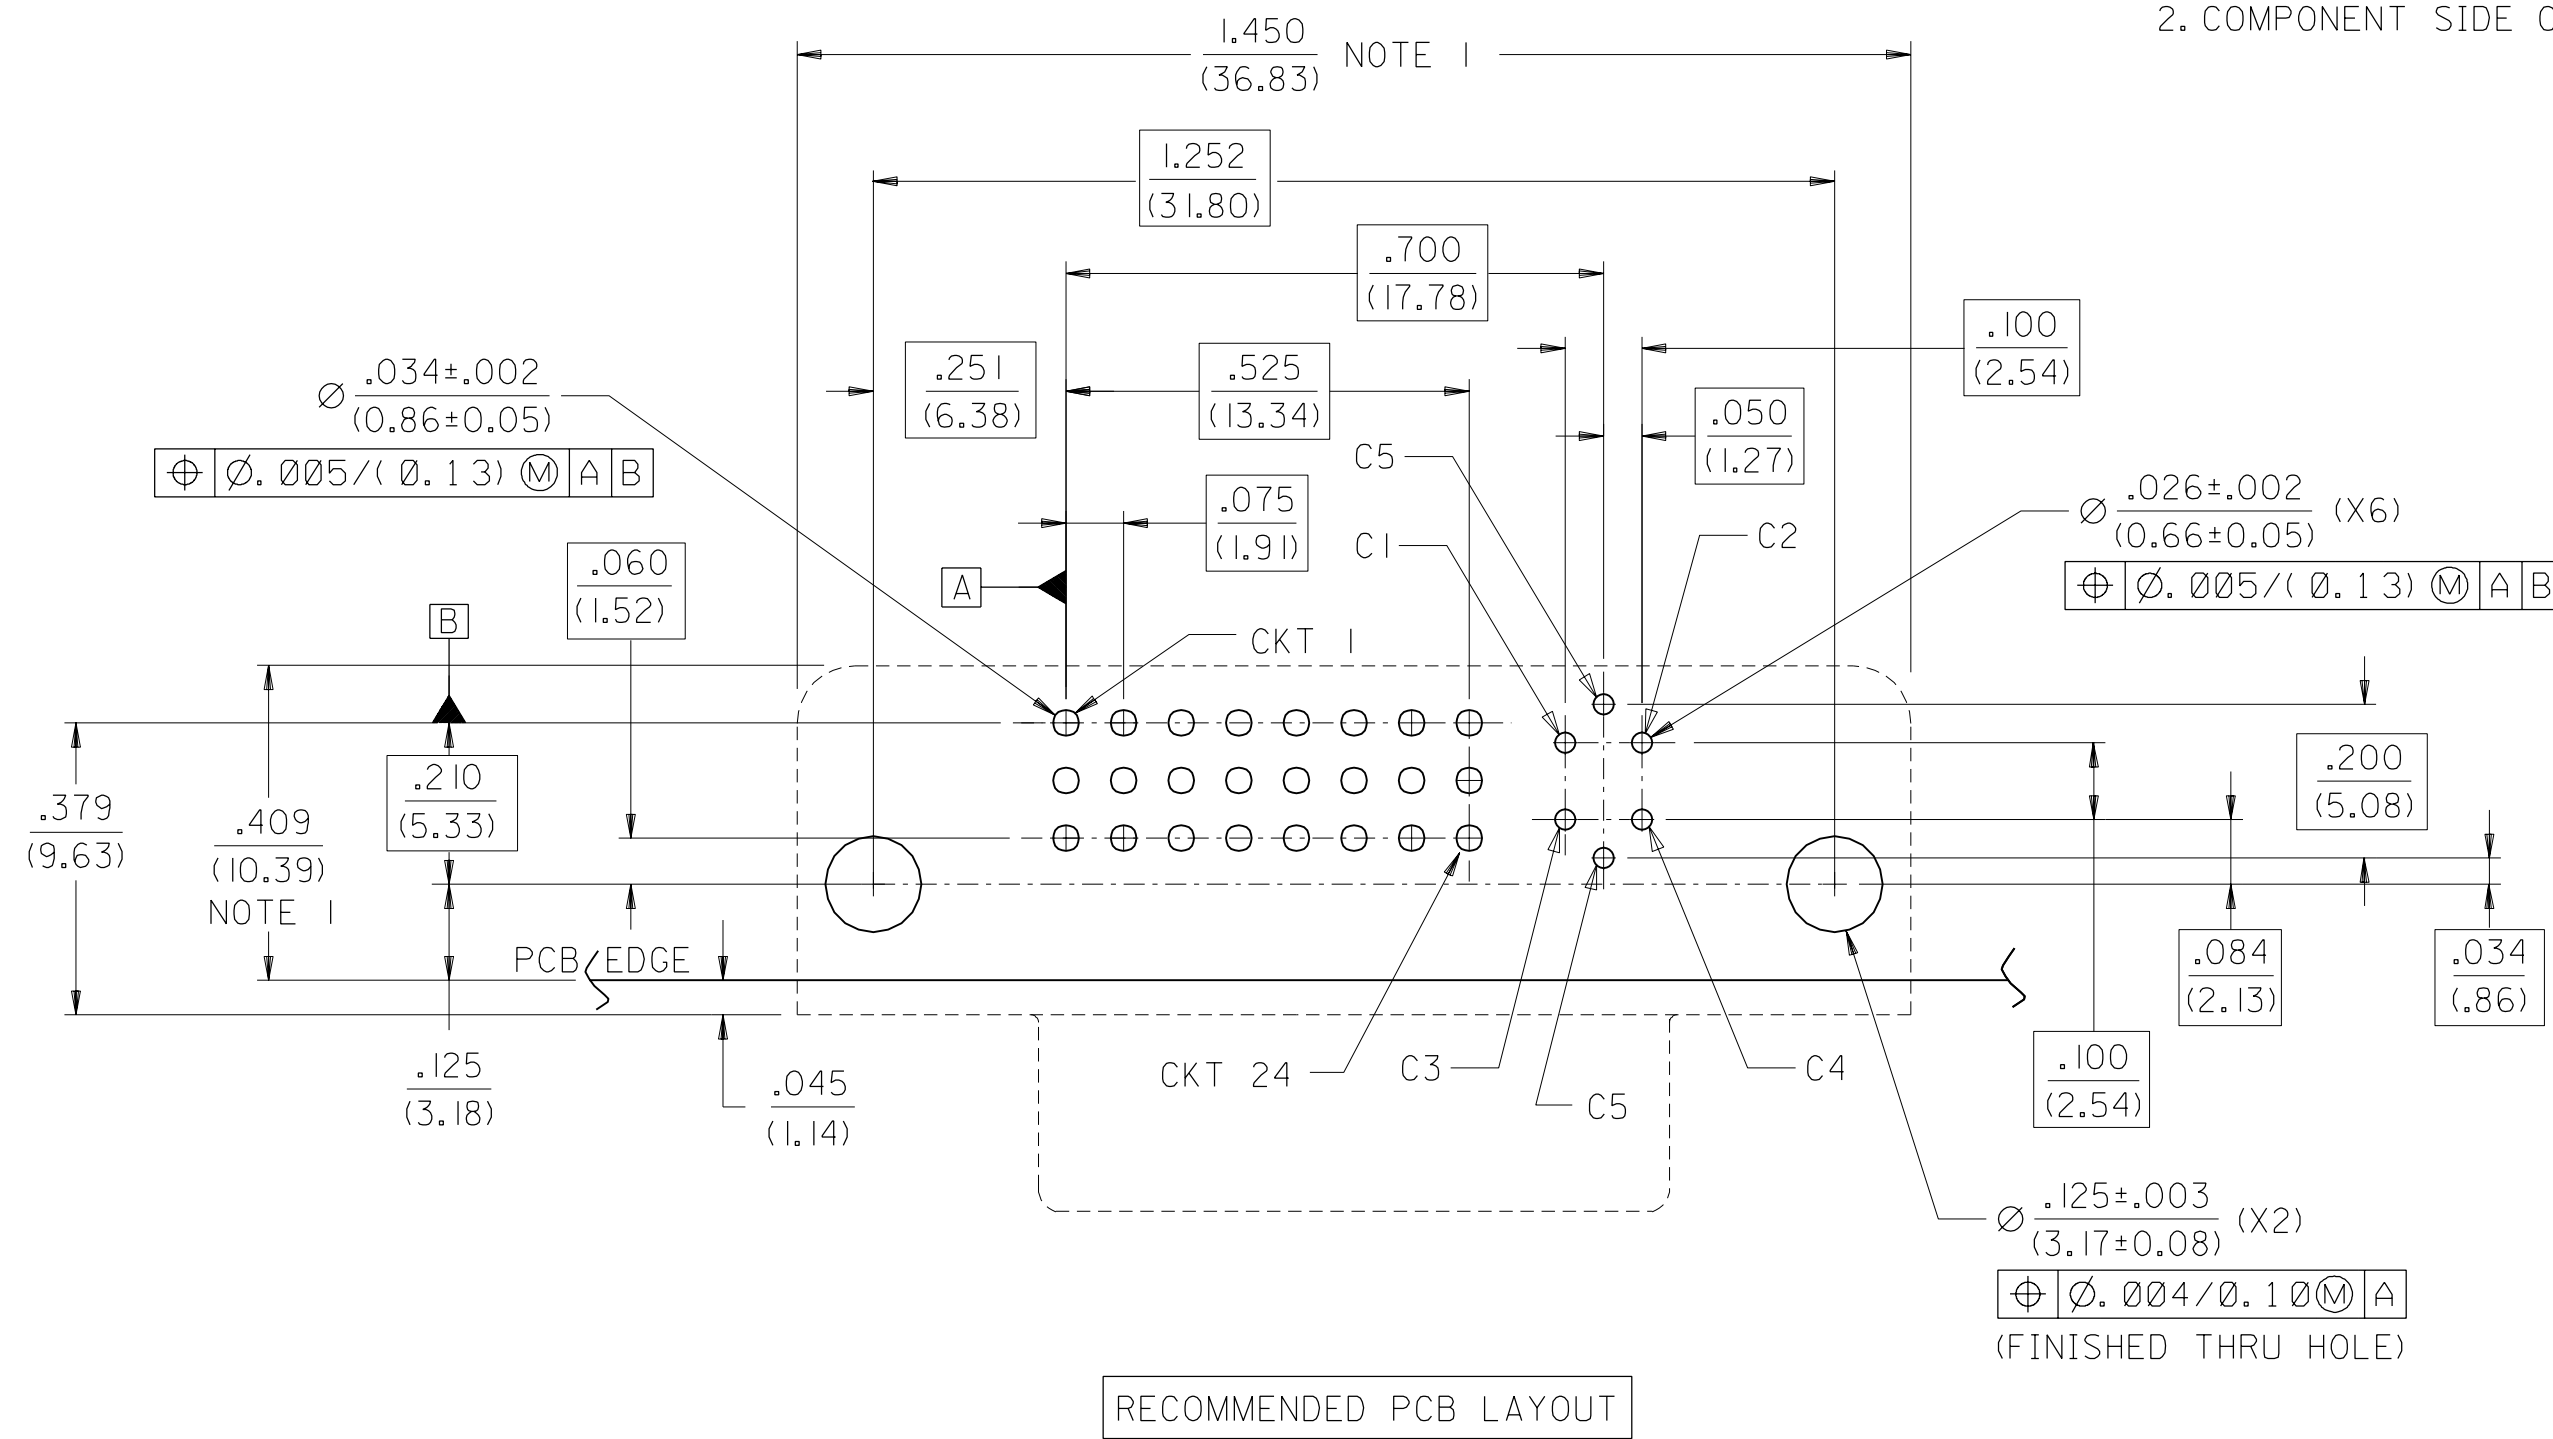 2. COMPONENT SIDE
1.450
(36.83)
NOTE 1
1.252
(31.80)
.700
(17.78)
.100
(2.54)
.251
(6.38)
.525
(13.34)
Ø .034±.002
(0.86±0.05)
⌖ Ø.005/(0.13) Ⓜ A B
.050
(1.27)
C5
.075
(1.91)
C1
C2
Ø .026±.002
(0.66±0.05)
(X6)
⌖ Ø.005/(0.13) Ⓜ A B
.060
(1.52)
A
B
CKT 1
.210
(5.33)
.379
(9.63)
.409
(10.39)
NOTE 1
.200
(5.08)
PCB EDGE
.084
(2.13)
.034
(.86)
.125
(3.18)
.045
(1.14)
CKT 24
C3
C5
C4
.100
(2.54)
Ø .125±.003
(3.17±0.08)
(X2)
⌖ Ø.004/0.10Ⓜ A
(FINISHED THRU HOLE)
RECOMMENDED PCB LAYOUT